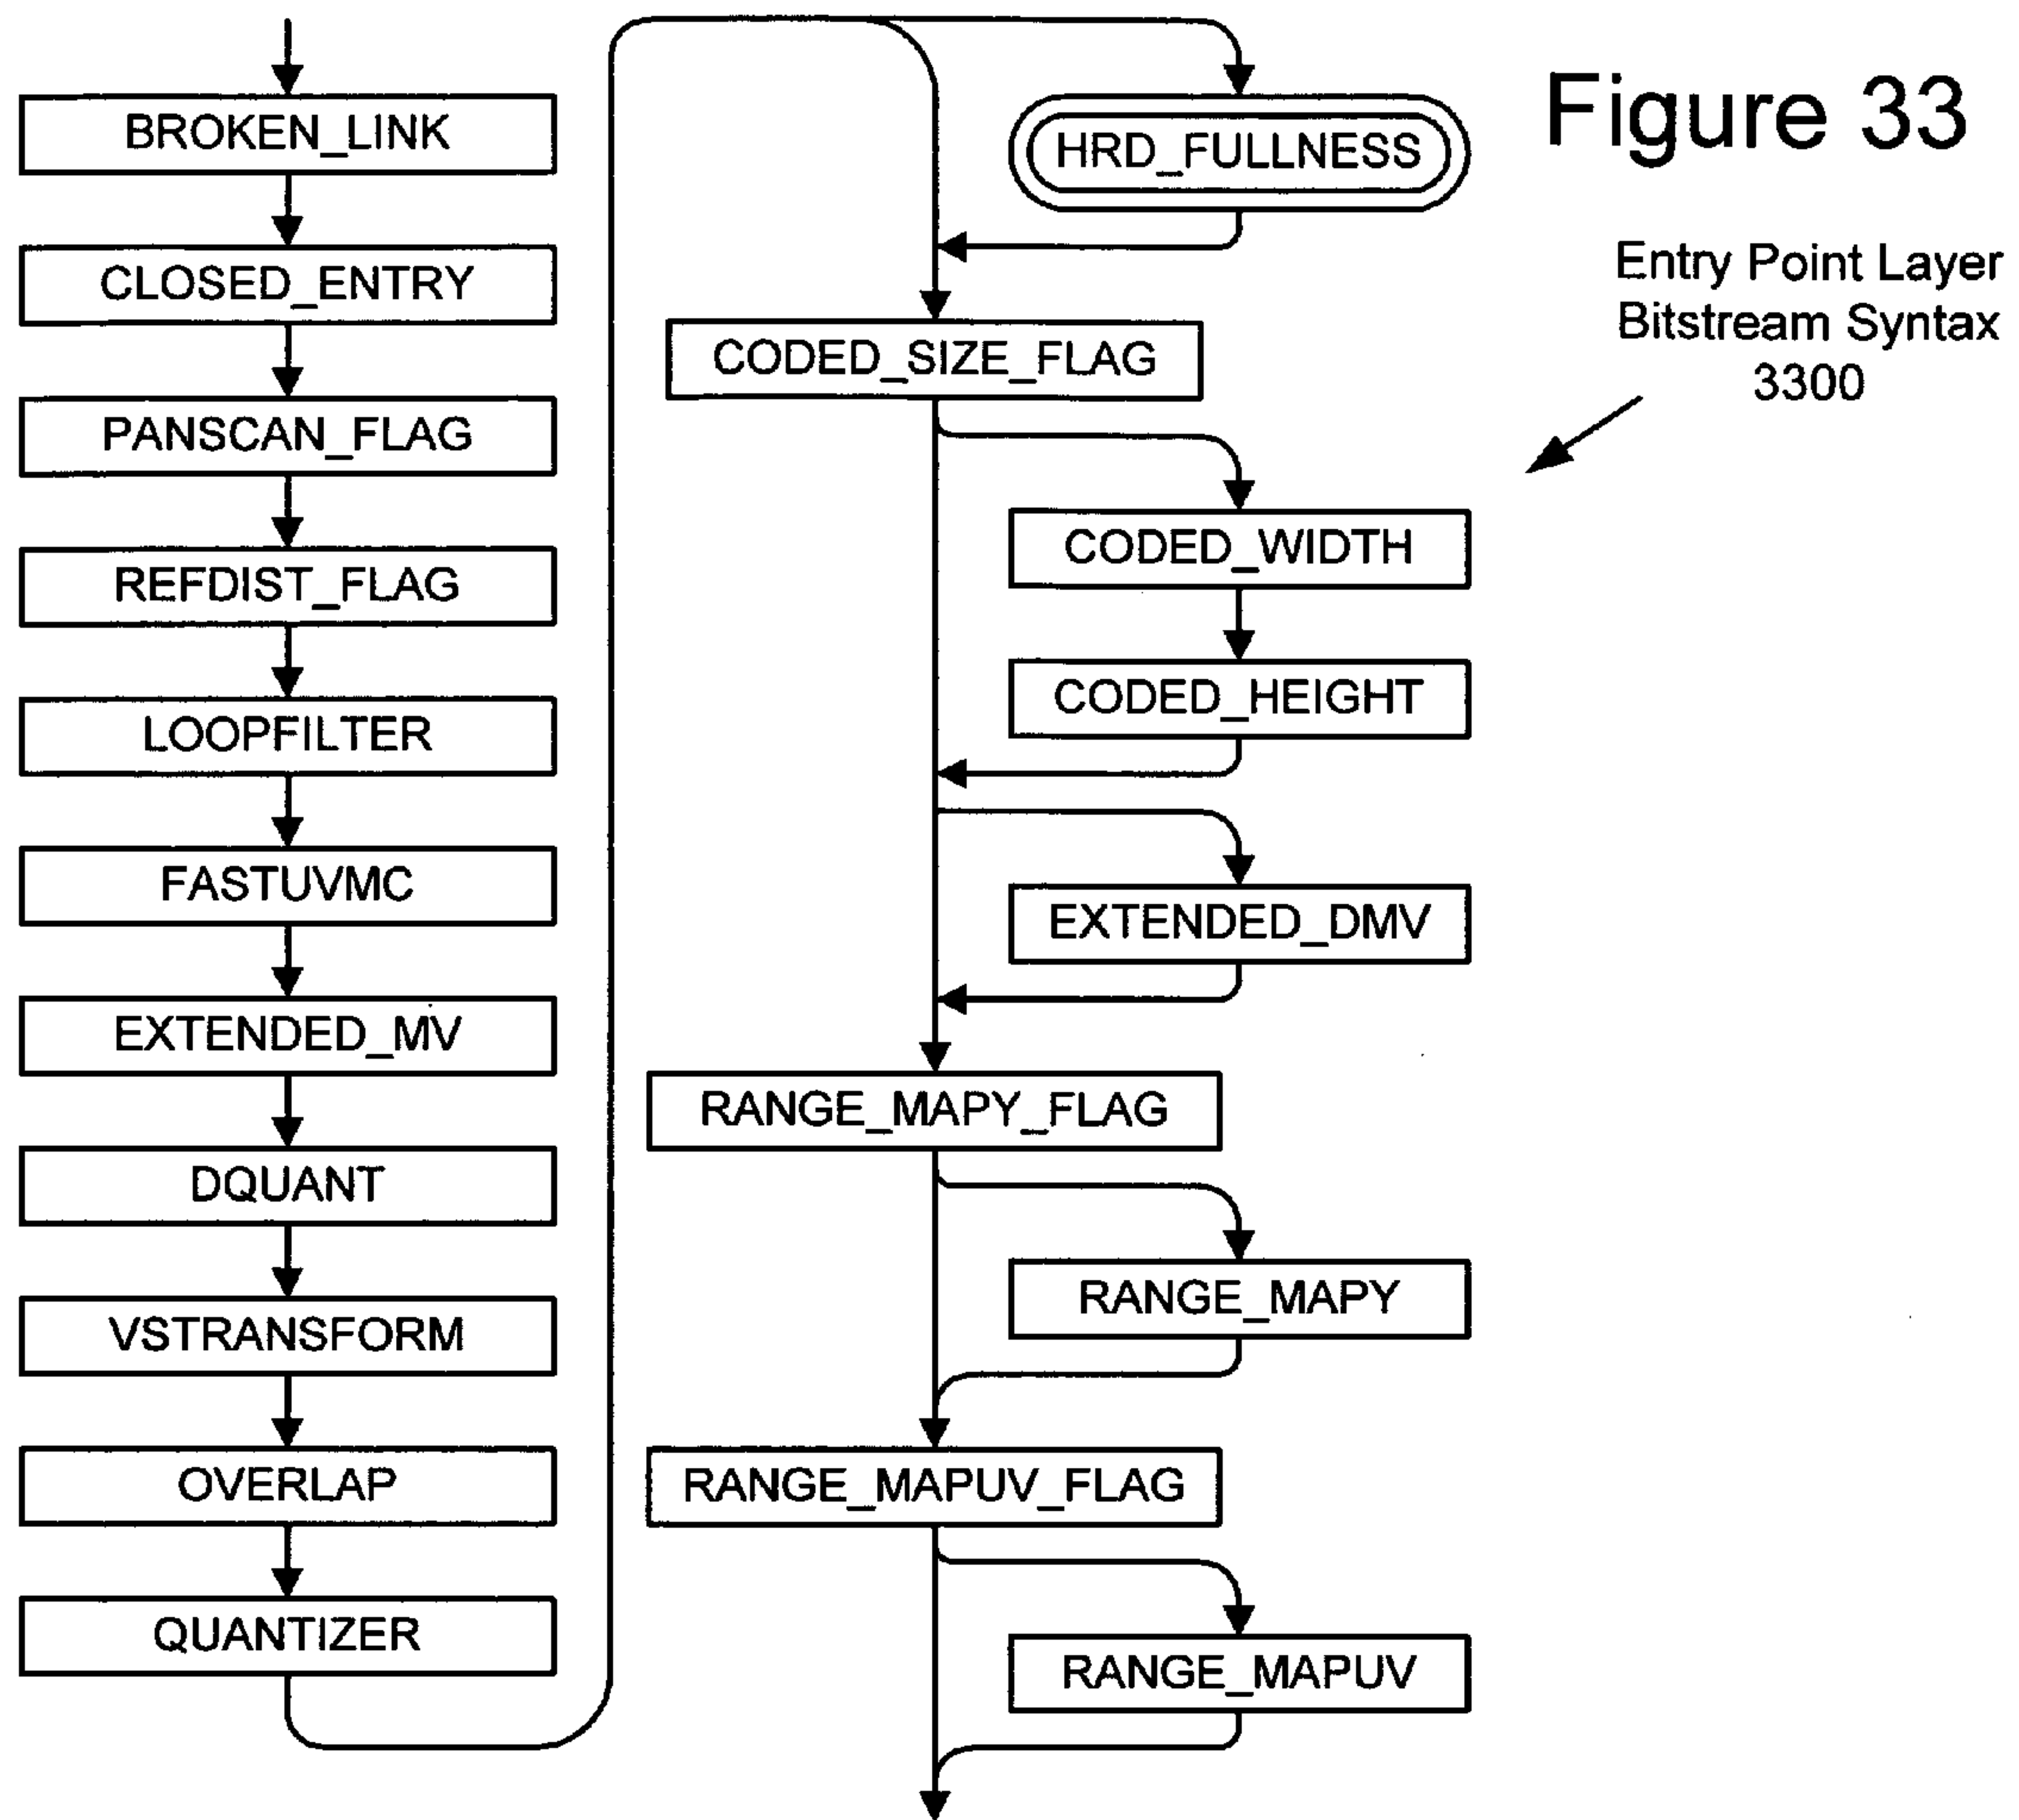 Figure 33
Entry Point Layer
Bitstream Syntax
3300
BROKEN_LINK
CLOSED_ENTRY
PANSCAN_FLAG
REFDIST_FLAG
LOOPFILTER
FASTUVMC
EXTENDED_MV
DQUANT
VSTRANSFORM
OVERLAP
QUANTIZER
HRD_FULLNESS
CODED_SIZE_FLAG
CODED_WIDTH
CODED_HEIGHT
EXTENDED_DMV
RANGE_MAPY_FLAG
RANGE_MAPY
RANGE_MAPUV_FLAG
RANGE_MAPUV